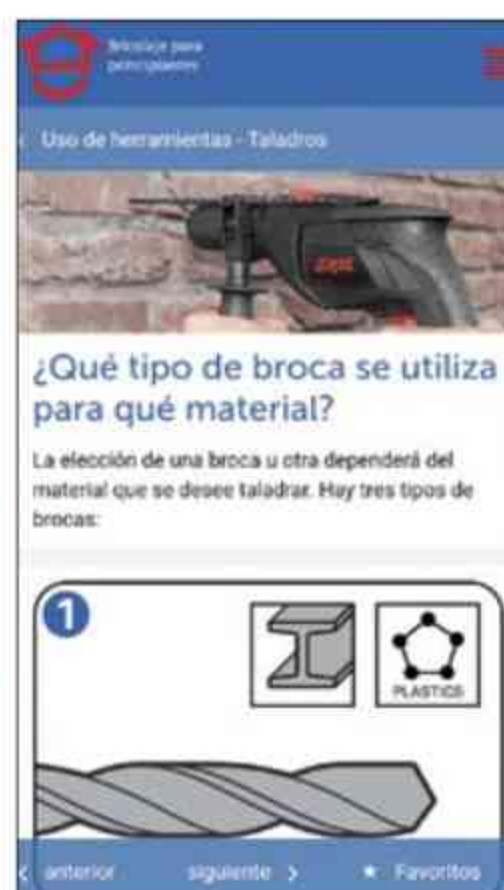 Bricolaje para
principiantes
‹ Uso de herramientas - Taladros
¿Qué tipo de broca se utiliza
para qué material?
La elección de una broca u otra dependerá del
material que se desee taladrar. Hay tres tipos de
brocas:
1
PLASTICS
‹ anterior siguiente › ★ Favoritos